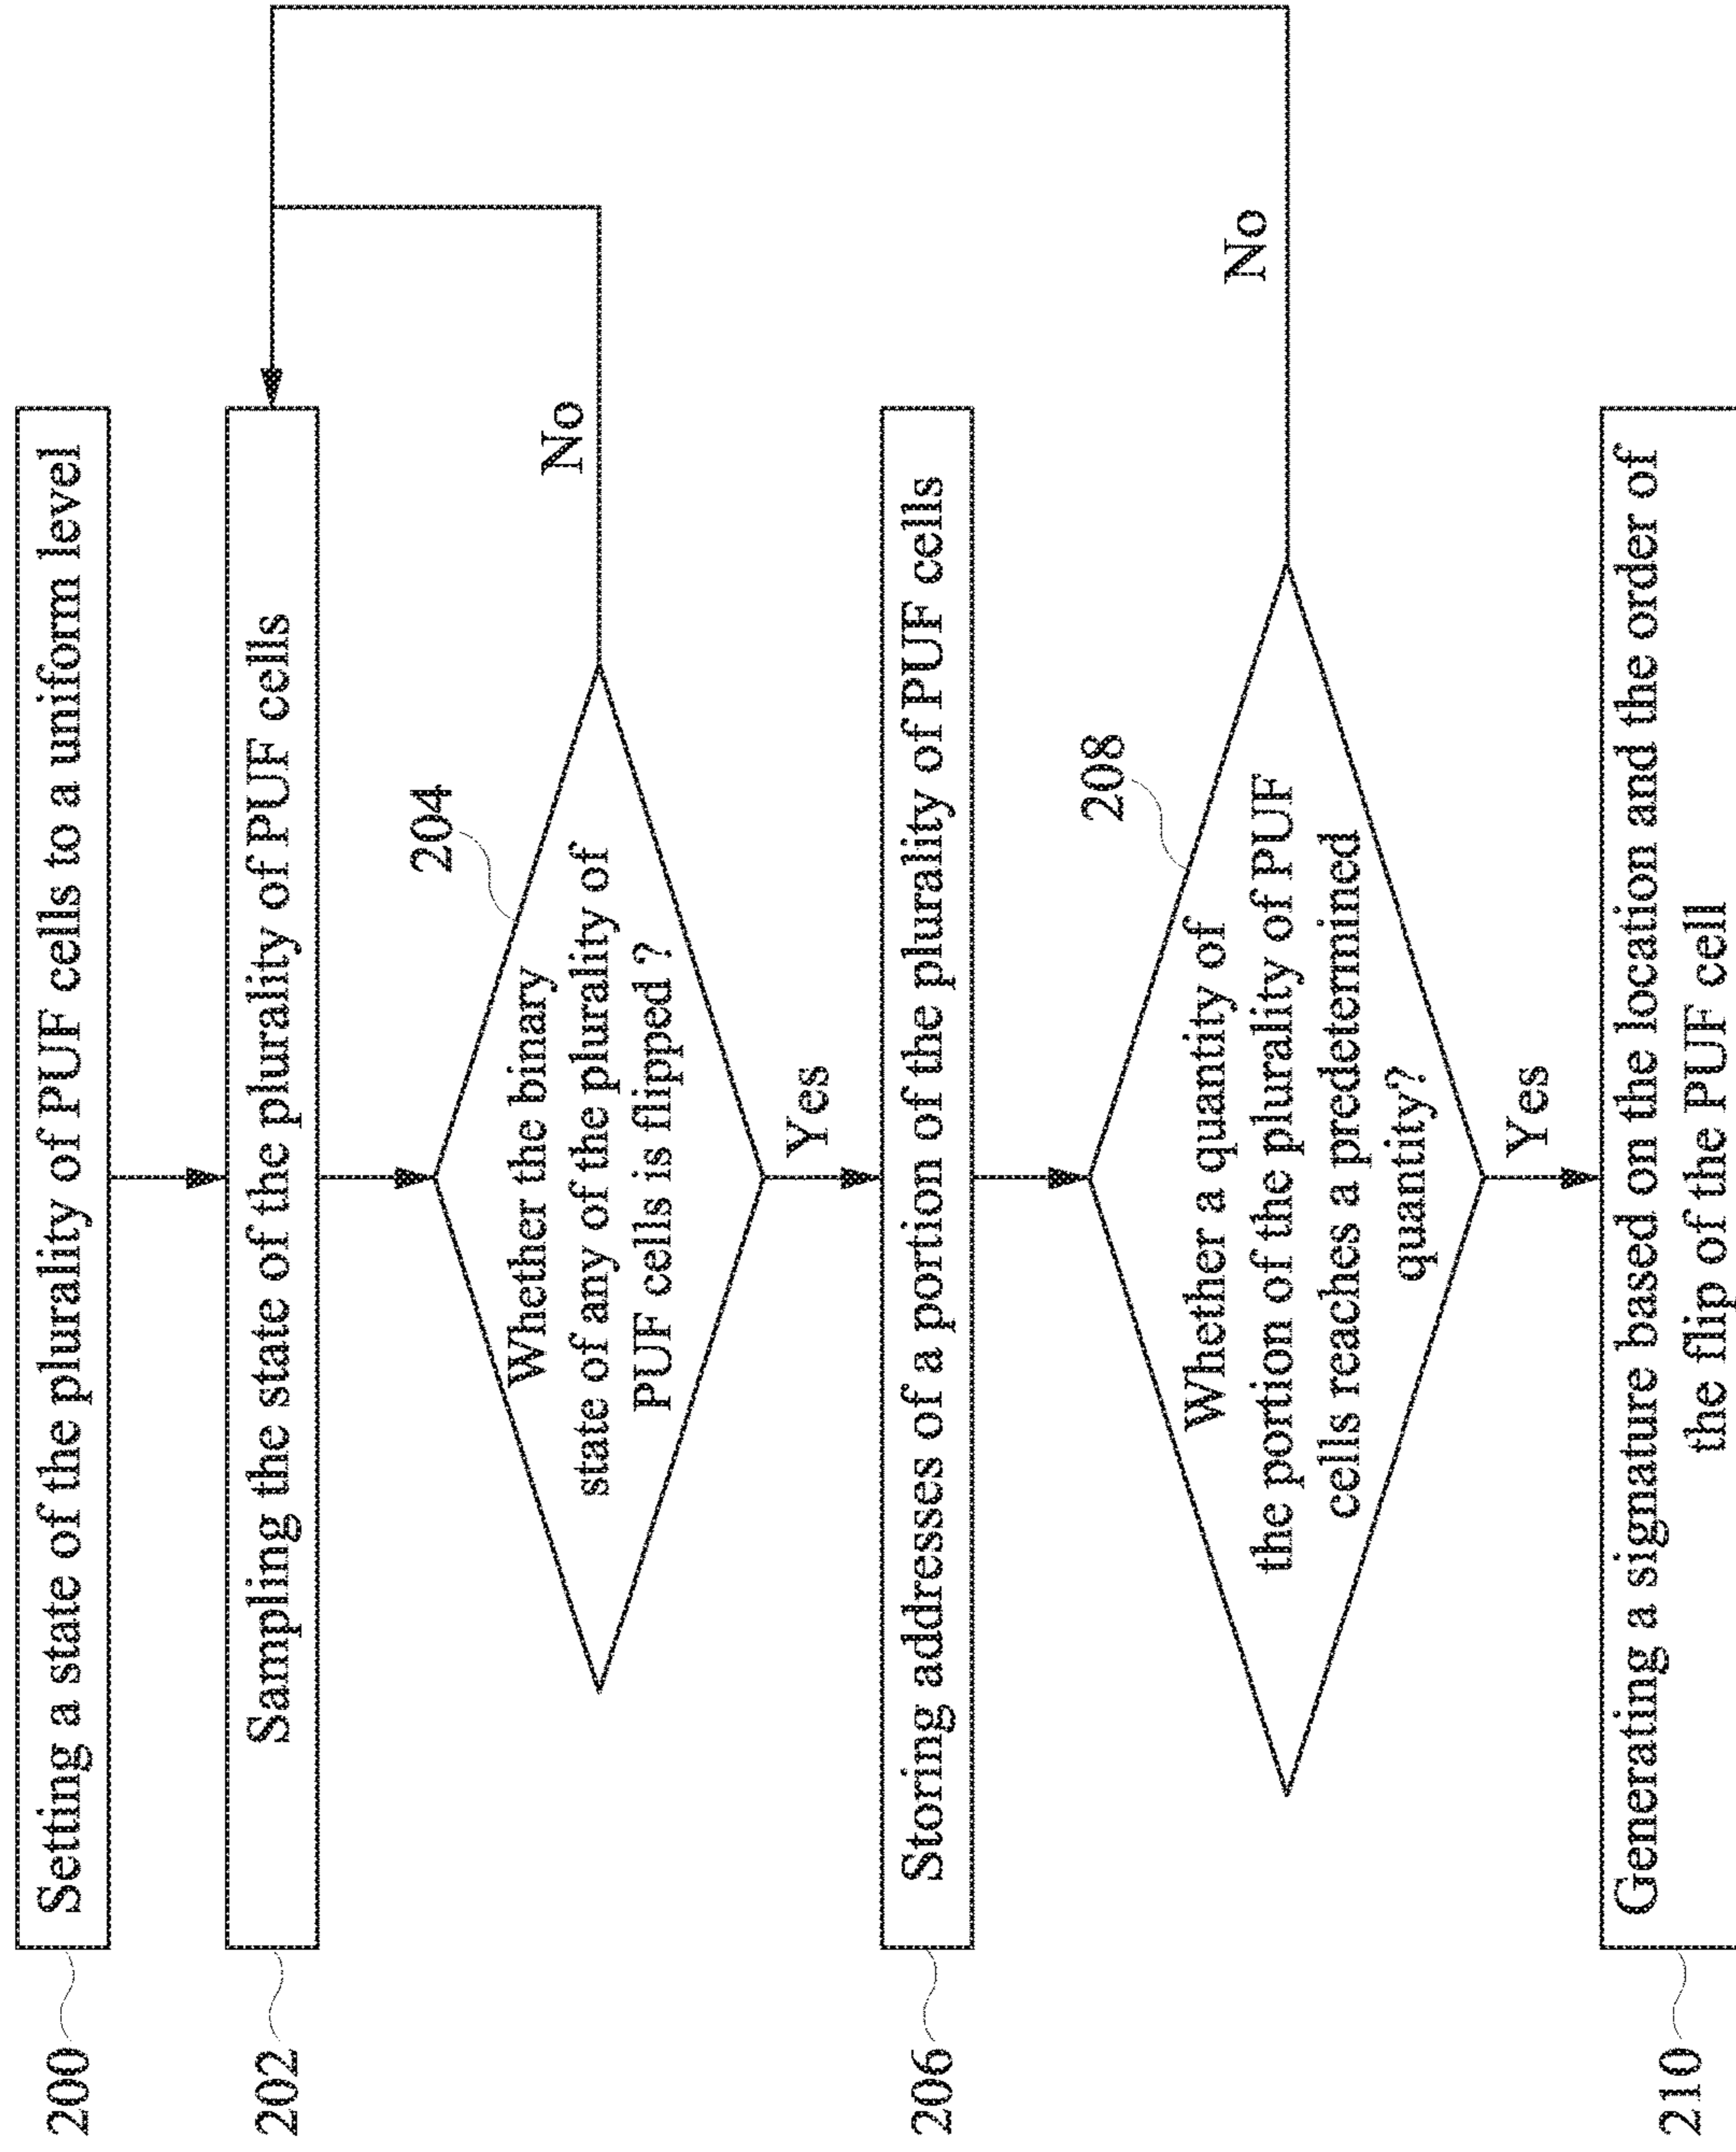 200
Setting a state of the plurality of PUF cells to a uniform level
202
Sampling the state of the plurality of PUF cells
204
Whether the binary
state of any of the plurality of
PUF cells is flipped ?
No
Yes
206
Storing addresses of a portion of the plurality of PUF cells
208
Whether a quantity of
the portion of the plurality of PUF
cells reaches a predetermined
quantity?
No
Yes
210
Generating a signature based on the location and the order of
the flip of the PUF cell